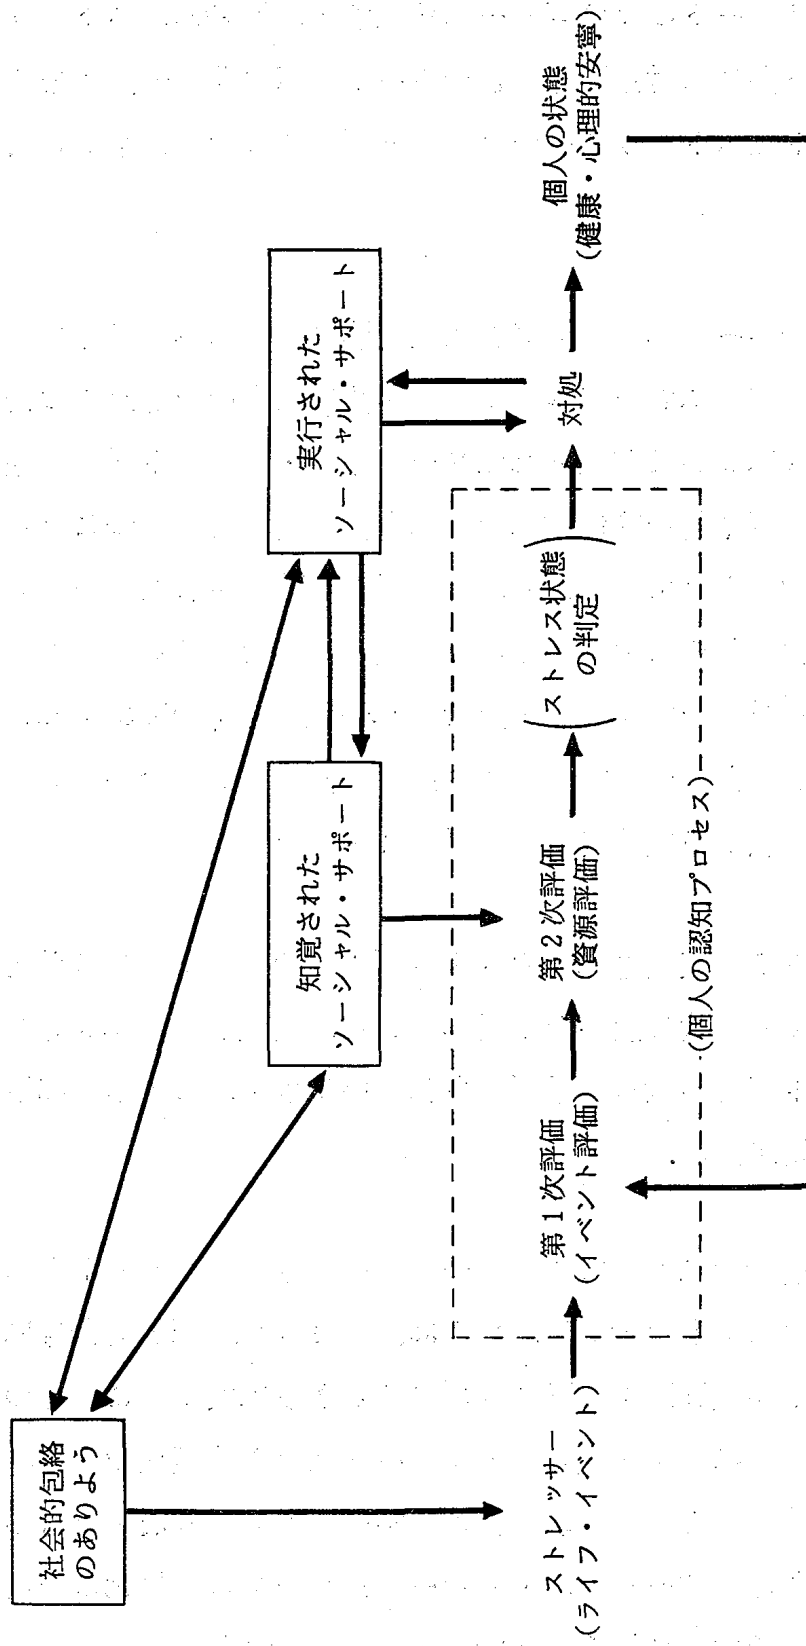 社会的包絡
のありよう
知覚された
ソーシャル・サポート
実行された
ソーシャル・サポート
ストレッサー
(ライフ・イベント)
第1次評価
(イベント評価)
第2次評価
(資源評価)
(ストレス状態
の判定)
対処
個人の状態
(健康・心理的安寧)
(個人の認知プロセス)